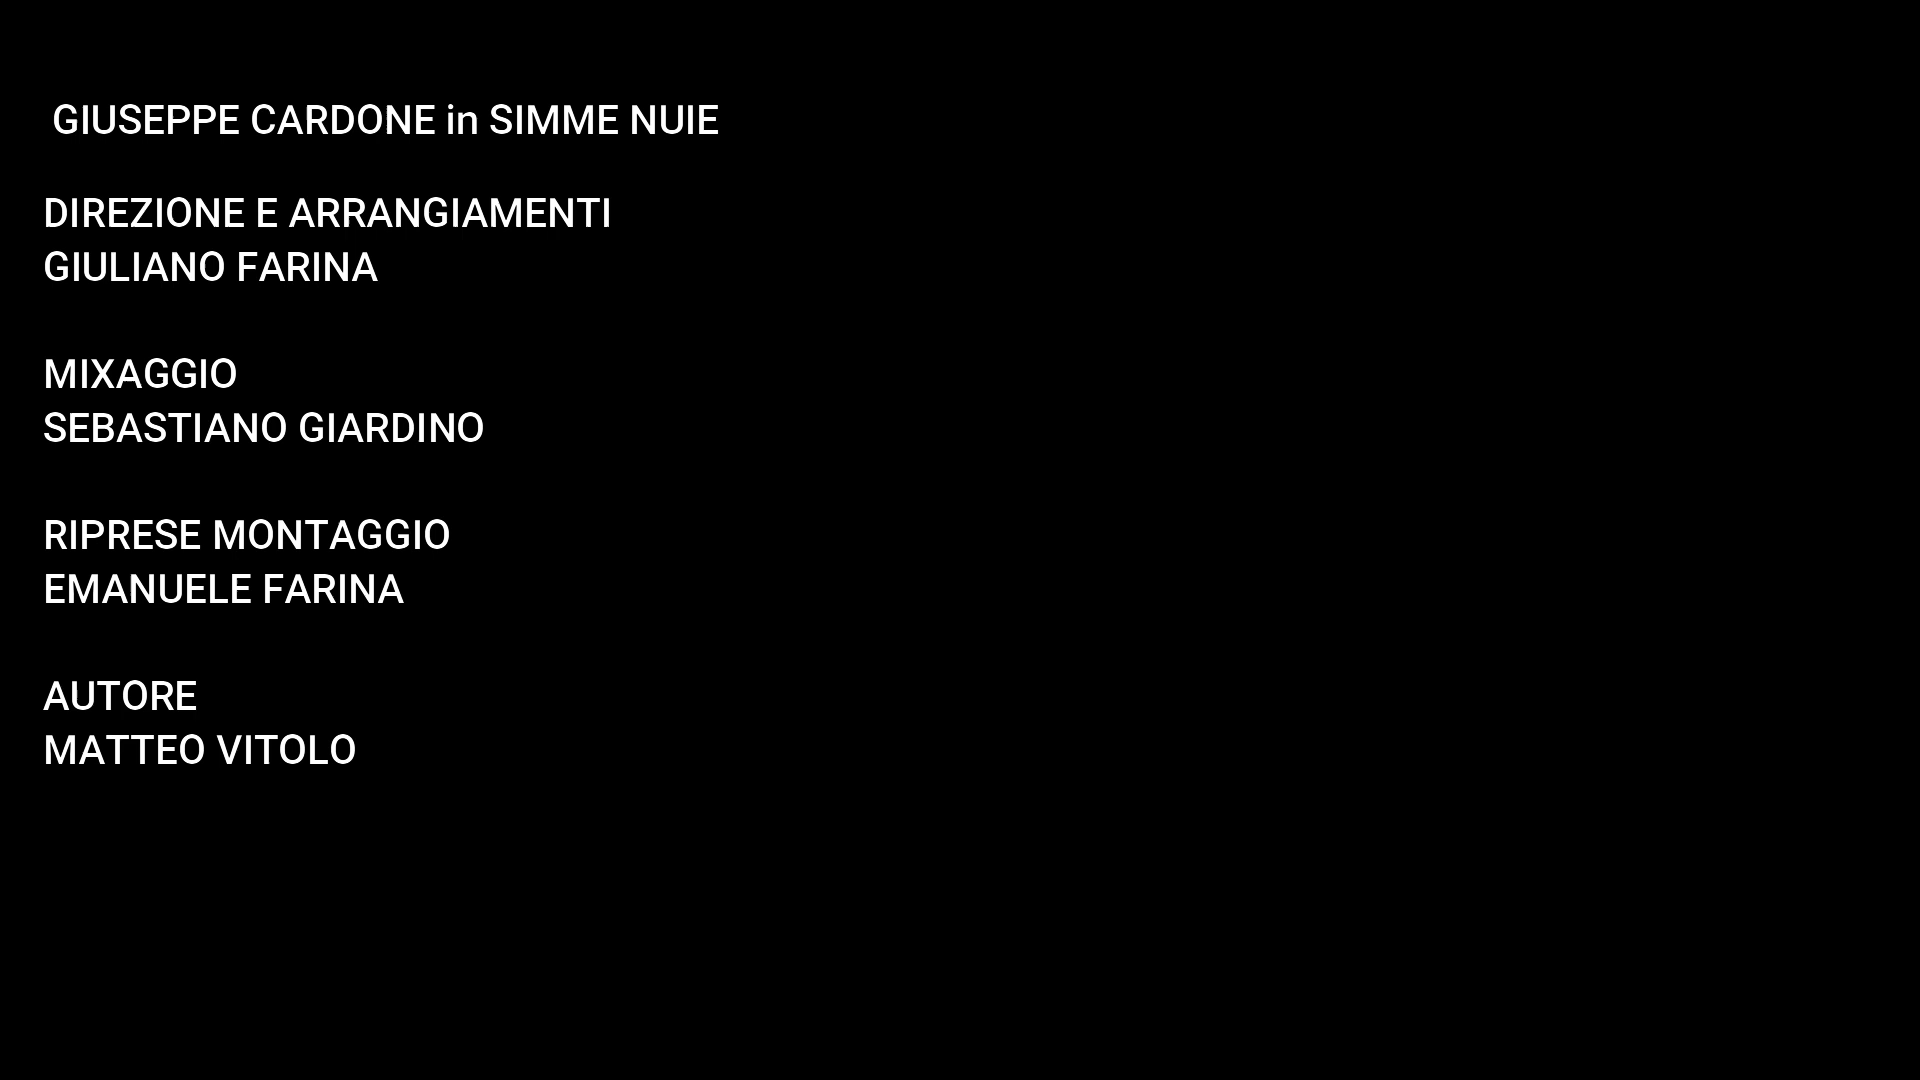 GIUSEPPE CARDONE in SIMME NUIE
DIREZIONE E ARRANGIAMENTI
GIULIANO FARINA
MIXAGGIO
SEBASTIANO GIARDINO
RIPRESE MONTAGGIO
EMANUELE FARINA
AUTORE
MATTEO VITOLO